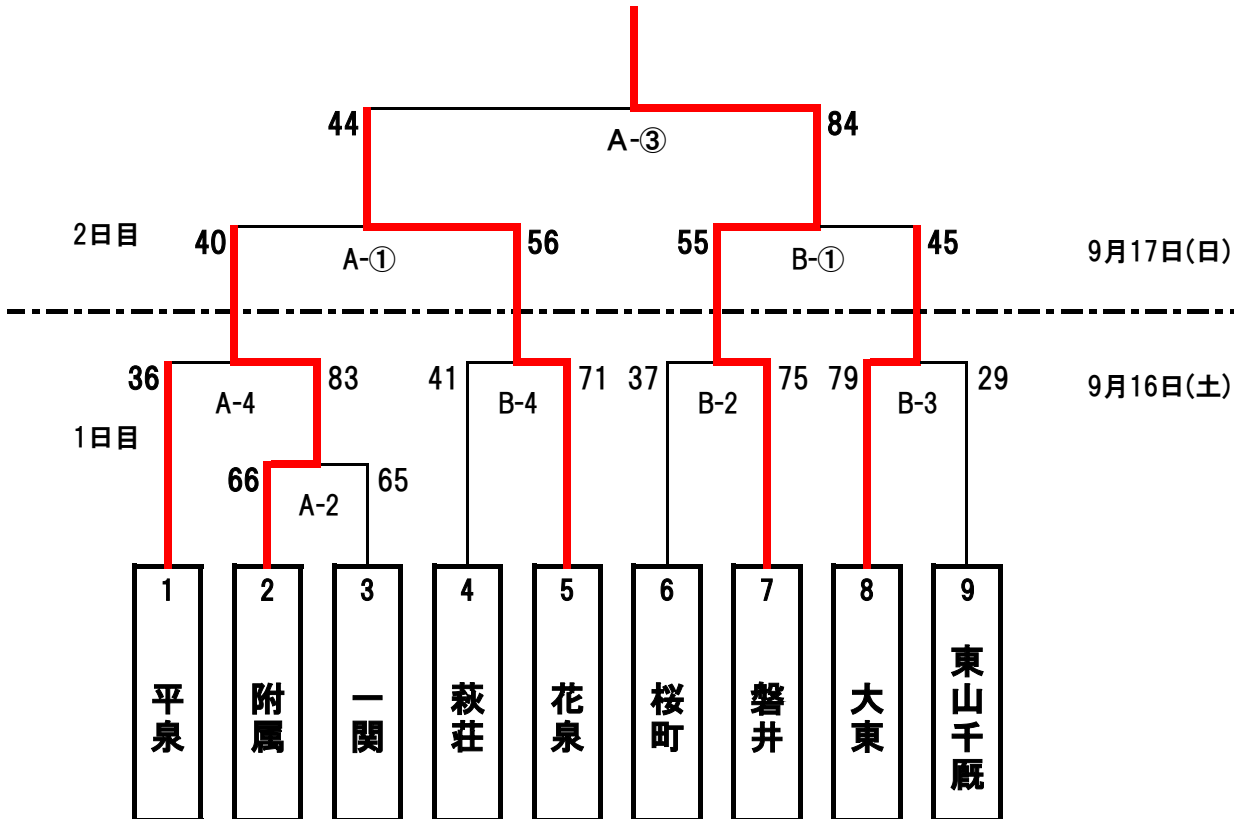 44 84
A-③
2日目 40 56 55 45 9月17日(日)
A-① B-①
36 83 41 71 37 75 79 29 9月16日(土)
A-4 B-4 B-2 B-3
1日目
66 65
A-2
1 2 3 4 5 6 7 8 9
平泉
附属
一関
萩荘
花泉
桜町
磐井
大東
東山千厩